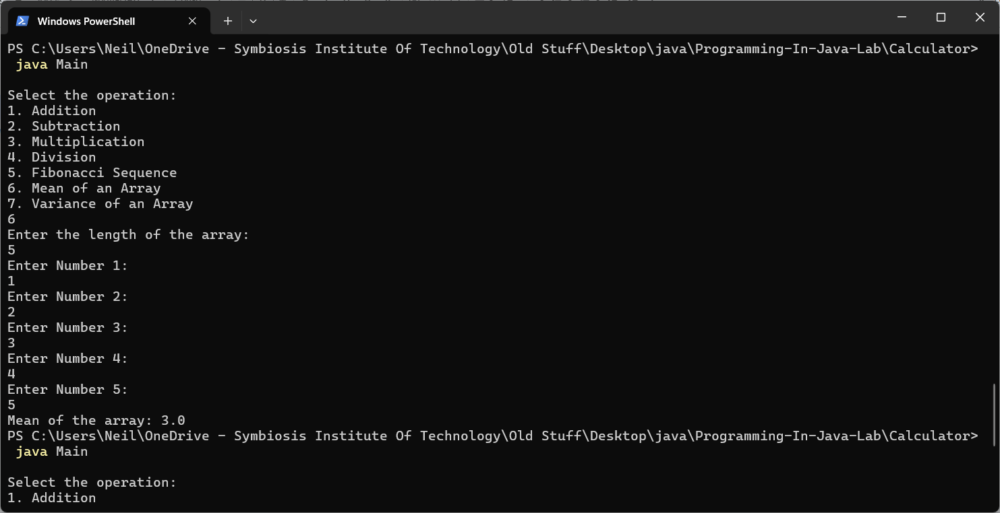 Windows PowerShell
PS C:\Users\Neil\OneDrive - Symbiosis Institute Of Technology\Old Stuff\Desktop\java\Programming-In-Java-Lab\Calculator>
java Main
Select the operation:
1. Addition
2. Subtraction
3. Multiplication
4. Division
5. Fibonacci Sequence
6. Mean of an Array
7. Variance of an Array
6
Enter the length of the array:
5
Enter Number 1:
1
Enter Number 2:
2
Enter Number 3:
3
Enter Number 4:
4
Enter Number 5:
5
Mean of the array: 3.0
PS C:\Users\Neil\OneDrive - Symbiosis Institute Of Technology\Old Stuff\Desktop\java\Programming-In-Java-Lab\Calculator>
java Main
Select the operation:
1. Addition